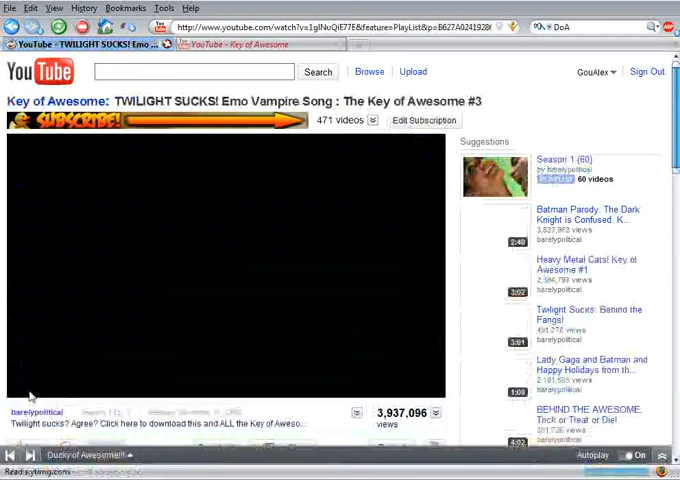 File Edit View History Bookmarks Tools Help
http://www.youtube.com/watch?v=1glNuQiE77E&feature=PlayList&p=B627A0241928 DoA
YouTube - TWILIGHT SUCKS! Emo ... YouTube - Key of Awesome
YouTube Search Browse Upload GouAlex Sign Out
Key of Awesome: TWILIGHT SUCKS! Emo Vampire Song : The Key of Awesome #3
SUBSCRIBE! 471 videos Edit Subscription
Suggestions
Season 1 (60)
by barelypolitical
60 videos
Batman Parody. The Dark
Knight is Confused. K...
barelypolitical
2:40
Heavy Metal Cats! Key of
Awesome #1
barelypolitical
3:02
Twilight Sucks: Behind the
Fangs!
barelypolitical
3:01
Lady Gaga and Batman and
Happy Holidays from th...
barelypolitical
1:08
BEHIND THE AWESOME.
Trick or Treat or Die!
barelypolitical
4:02
barelypolitical
3,937,096
views
Twilight sucks? Agree? Click here to download this and ALL the Key of Aweso...
Ducky of Awesome!!! Autoplay On
Read s.ytimg.com